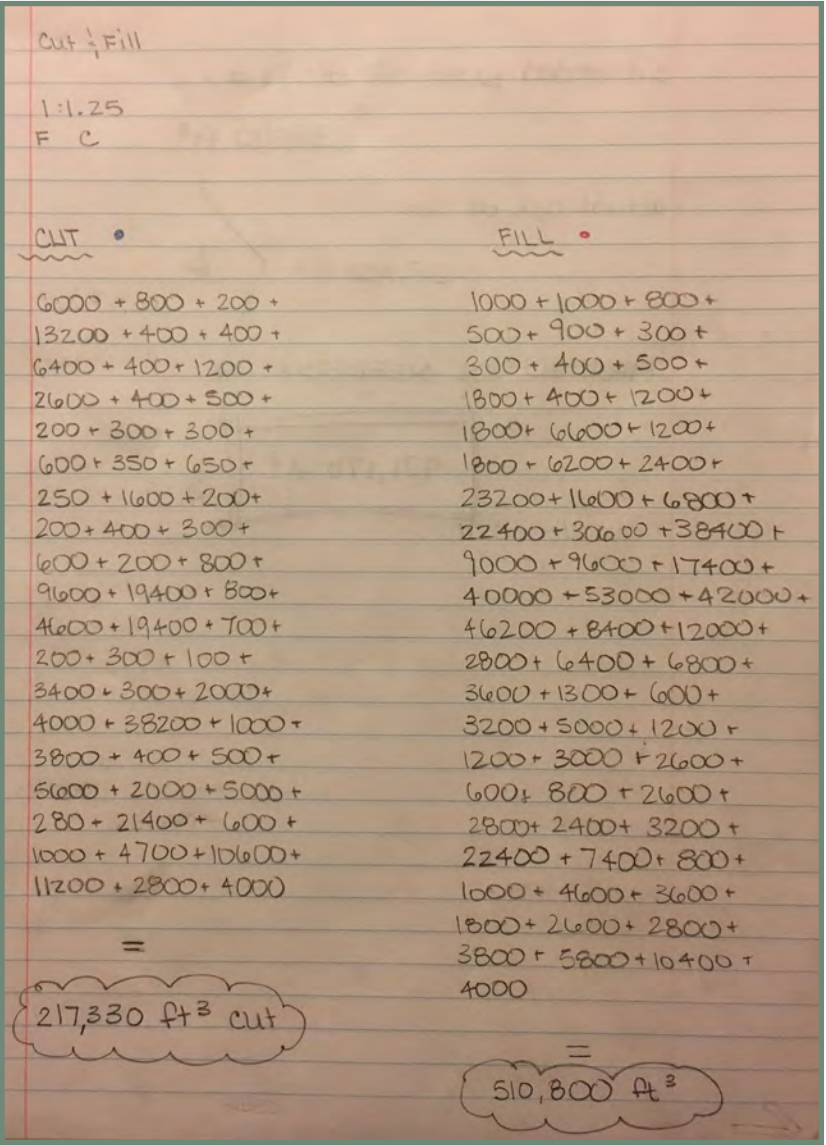 Cut & Fill
1:1.25
F C
CUT
6000 + 800 + 200 +
13200 + 400 + 400 +
6400 + 400 + 1200 +
2600 + 400 + 500 +
200 + 300 + 300 +
600 + 350 + 650 +
250 + 1600 + 200 +
200 + 400 + 300 +
600 + 200 + 800 +
9600 + 19400 + 800 +
4600 + 19400 + 700 +
200 + 300 + 100 +
3400 + 300 + 2000 +
4000 + 38200 + 1000 +
3800 + 400 + 500 +
5600 + 2000 + 5000 +
280 + 21400 + 600 +
1000 + 4700 + 10600 +
11200 + 2800 + 4000
=
217,330 ft³ cut
FILL
1000 + 1000 + 800 +
500 + 900 + 300 +
300 + 400 + 500 +
1800 + 400 + 1200 +
1800 + 6600 + 1200 +
1800 + 6200 + 2400 +
23200 + 1600 + 6800 +
22400 + 30600 + 38400 +
9000 + 9600 + 17400 +
40000 + 53000 + 42000 +
46200 + 8400 + 12000 +
2800 + 6400 + 6800 +
3600 + 1300 + 600 +
3200 + 5000 + 1200 +
1200 + 3000 + 2600 +
600 + 800 + 2600 +
2800 + 2400 + 3200 +
22400 + 7400 + 800 +
1000 + 4600 + 3600 +
1800 + 2600 + 2800 +
3800 + 5800 + 10400 +
4000
=
510,800 ft³